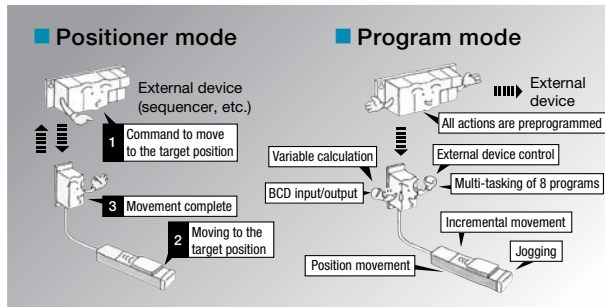 Positioner mode
External device
(sequencer, etc.)
1 Command to move
to the target position
3 Movement complete
2 Moving to the
target position
Program mode
External
device
All actions are preprogrammed
Variable calculation
External device control
BCD input/output
Multi-tasking of 8 programs
Incremental movement
Position movement
Jogging